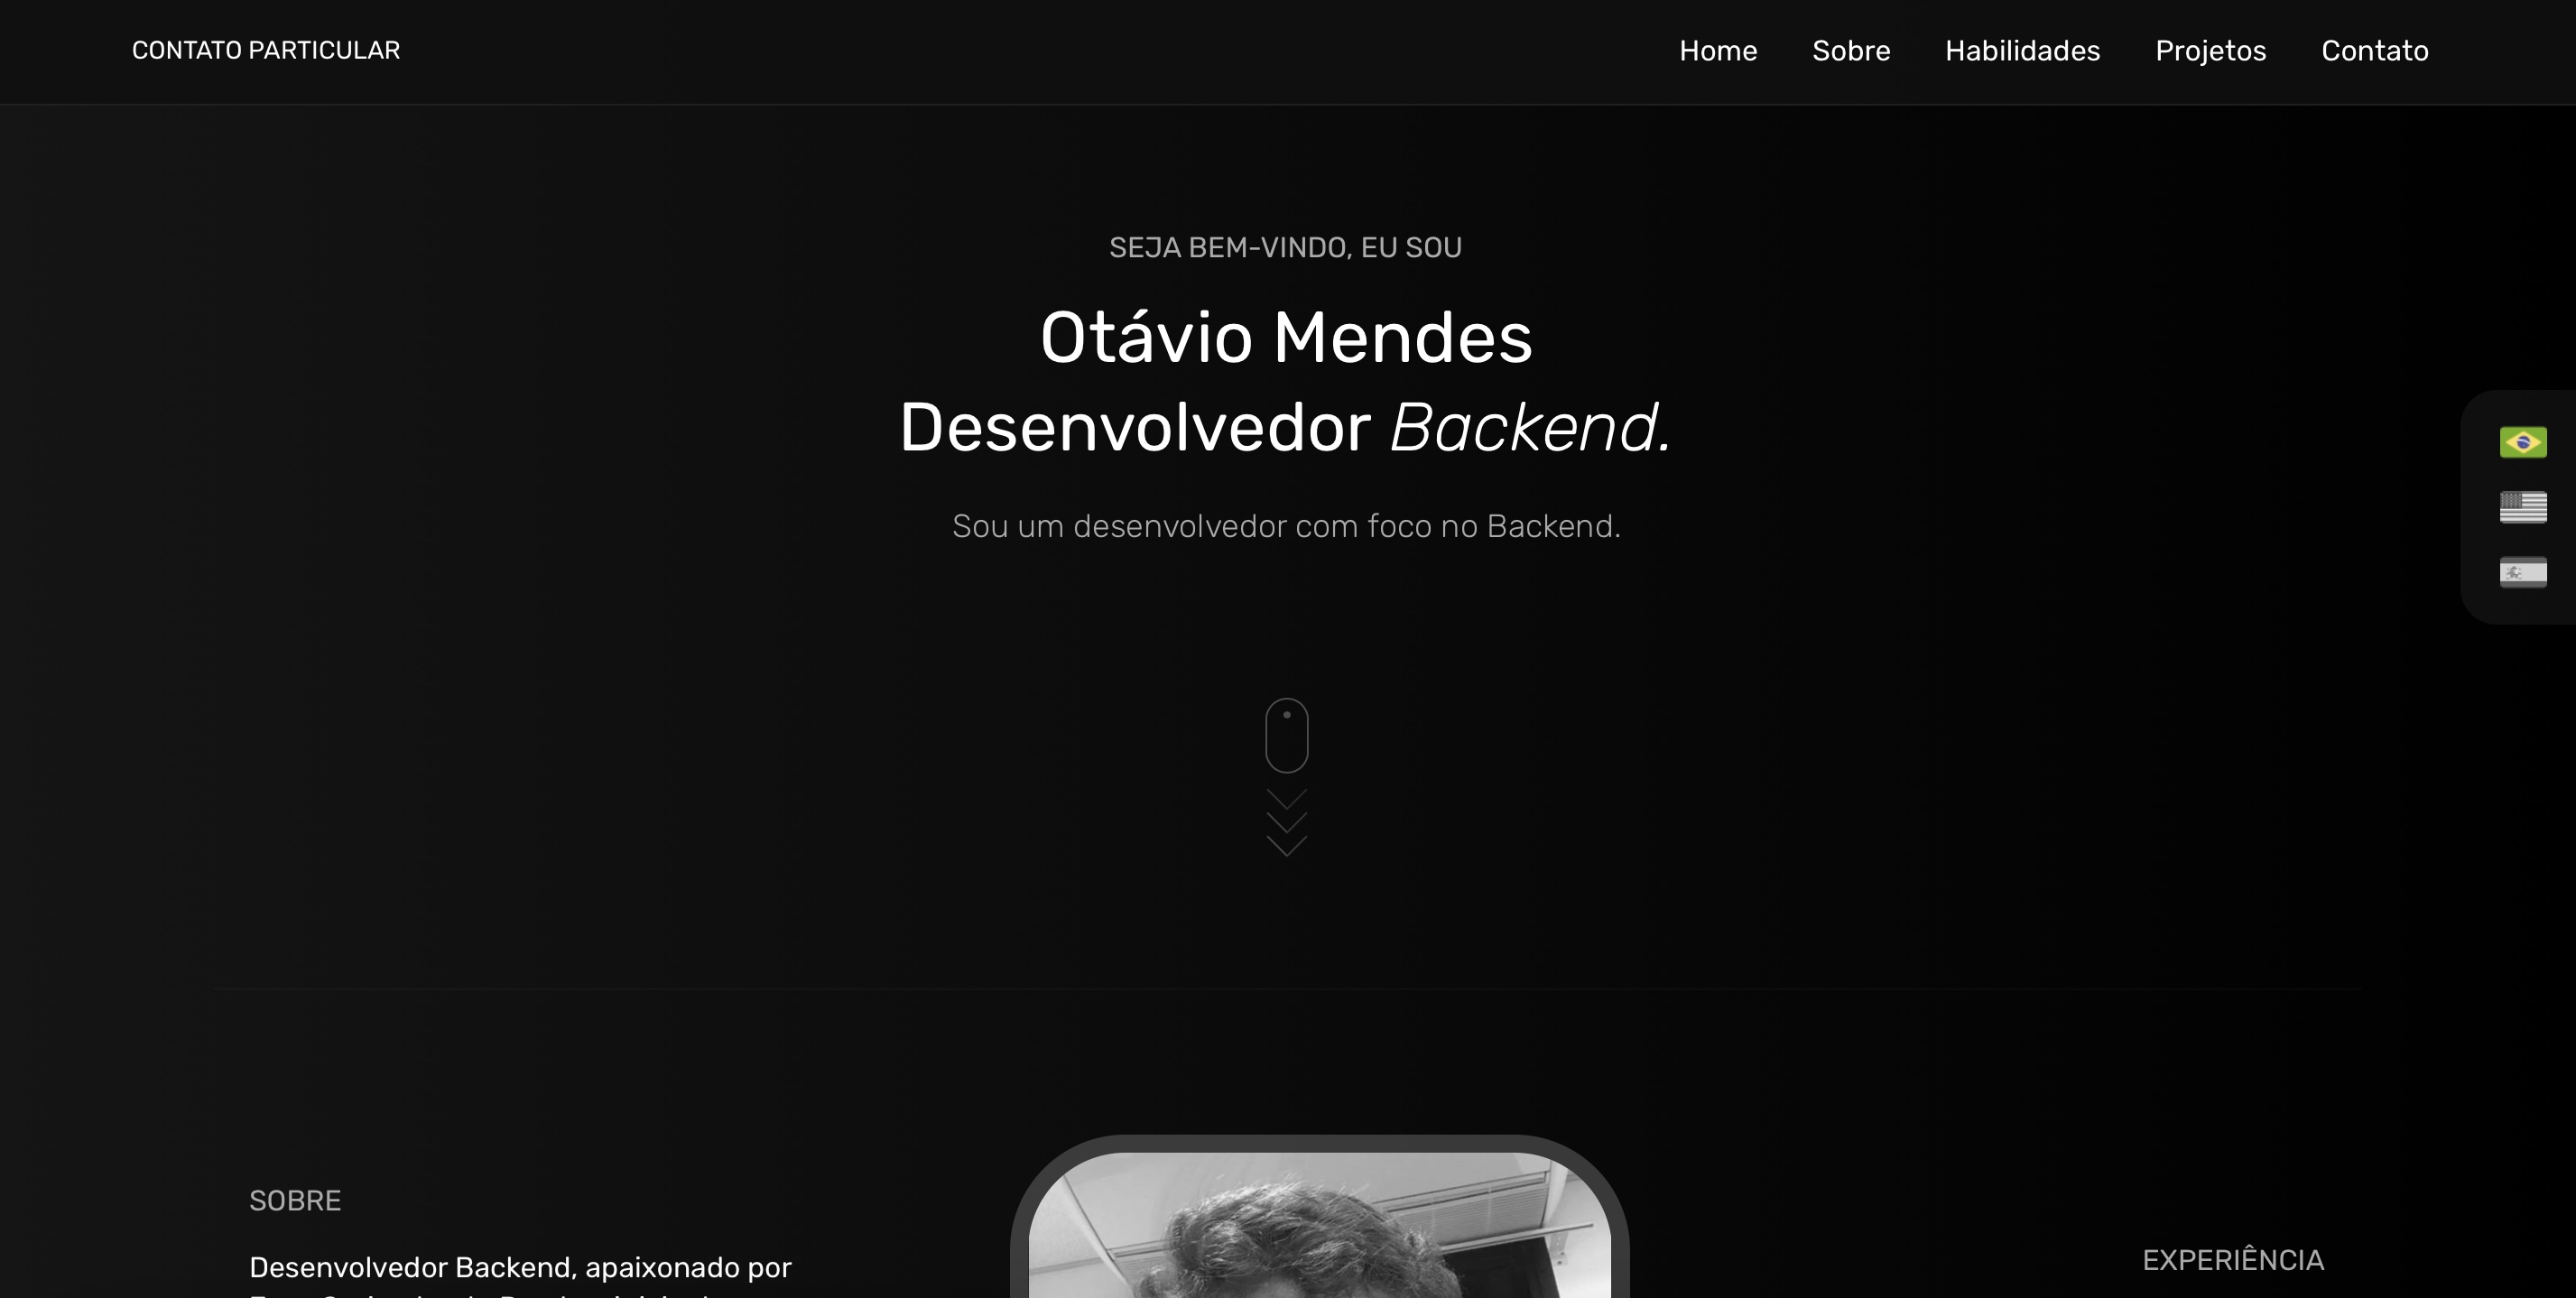 CONTATO PARTICULAR
Home Sobre Habilidades Projetos Contato
SEJA BEM-VINDO, EU SOU
Otávio Mendes
Desenvolvedor Backend.
Sou um desenvolvedor com foco no Backend.
SOBRE
Desenvolvedor Backend, apaixonado por
EXPERIÊNCIA